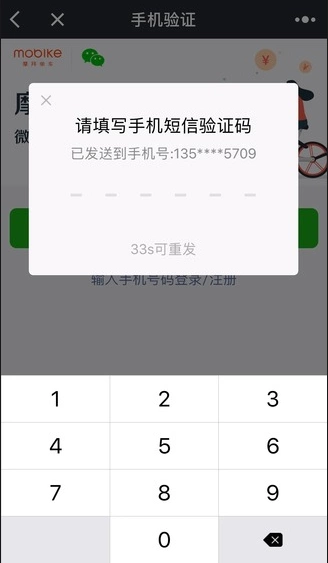 手机验证
mobike
摩拜单车
摩
微
请填写手机短信验证码
已发送到手机号:135****5709
33s可重发
输入手机号码登录/注册
1 2 3
4 5 6
7 8 9
0